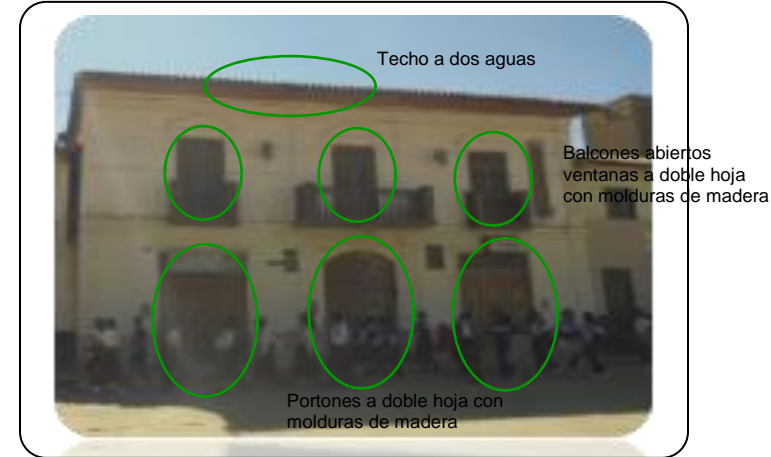 Techo a dos aguas
Balcones abiertos
ventanas a doble hoja
con molduras de madera
Portones a doble hoja con
molduras de madera